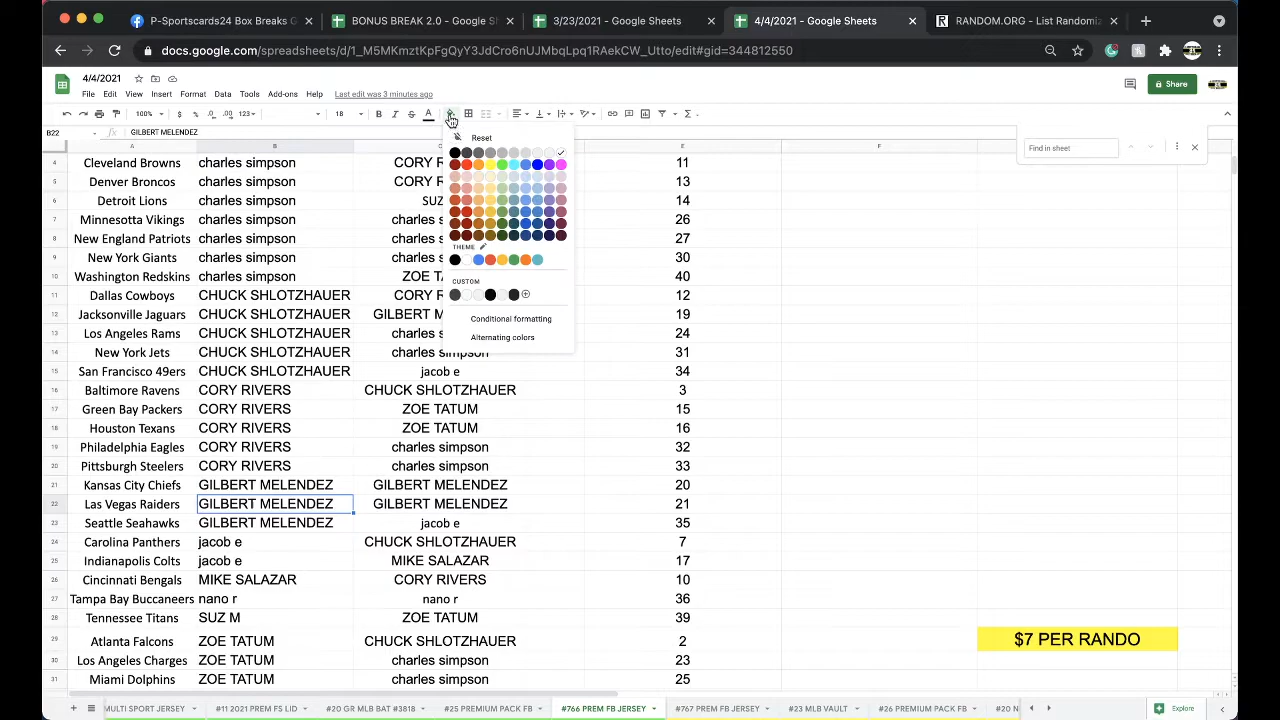 P-Sportscards24 Box Breaks G
BONUS BREAK 2.0 - Google S
3/23/2021 - Google Sheets
4/4/2021 - Google Sheets
RANDOM.ORG - List Randomiz
docs.google.com/spreadsheets/d/1_M5MKmztKpFgQyY3JdCro6nUJMbqLpq1RAekCW_Utto/edit#gid=344812550
4/4/2021
File Edit View Insert Format Data Tools Add-ons Help Last edit was 3 minutes ago
Share
100% $ % .0 .00 123 18 B I S A
B22 fx GILBERT MELENDEZ
Find in sheet
A B C E F
4 Cleveland Browns charles simpson CORY R 11
5 Denver Broncos charles simpson CORY R 13
6 Detroit Lions charles simpson SUZ 14
7 Minnesota Vikings charles simpson charles s 26
8 New England Patriots charles simpson charles s 27
9 New York Giants charles simpson charles s 30
10 Washington Redskins charles simpson ZOE TA 40
11 Dallas Cowboys CHUCK SHLOTZHAUER CORY R 12
12 Jacksonville Jaguars CHUCK SHLOTZHAUER GILBERT M 19
13 Los Angeles Rams CHUCK SHLOTZHAUER charles s 24
14 New York Jets CHUCK SHLOTZHAUER charles simpson 31
15 San Francisco 49ers CHUCK SHLOTZHAUER jacob e 34
16 Baltimore Ravens CORY RIVERS CHUCK SHLOTZHAUER 3
17 Green Bay Packers CORY RIVERS ZOE TATUM 15
18 Houston Texans CORY RIVERS ZOE TATUM 16
19 Philadelphia Eagles CORY RIVERS charles simpson 32
20 Pittsburgh Steelers CORY RIVERS charles simpson 33
21 Kansas City Chiefs GILBERT MELENDEZ GILBERT MELENDEZ 20
22 Las Vegas Raiders GILBERT MELENDEZ GILBERT MELENDEZ 21
23 Seattle Seahawks GILBERT MELENDEZ jacob e 35
24 Carolina Panthers jacob e CHUCK SHLOTZHAUER 7
25 Indianapolis Colts jacob e MIKE SALAZAR 17
26 Cincinnati Bengals MIKE SALAZAR CORY RIVERS 10
27 Tampa Bay Buccaneers nano r nano r 36
28 Tennessee Titans SUZ M ZOE TATUM 39
29 Atlanta Falcons ZOE TATUM CHUCK SHLOTZHAUER 2
$7 PER RANDO
30 Los Angeles Charges ZOE TATUM charles simpson 23
31 Miami Dolphins ZOE TATUM charles simpson 25
Reset
THEME
CUSTOM
Conditional formatting
Alternating colors
MULTI SPORT JERSEY #11 2021 PREM FS LID #20 GR MLB BAT #3818 #25 PREMIUM PACK FB #766 PREM FB JERSEY #767 PREM FB JERSEY #23 MLB VAULT #26 PREMIUM PACK FB #20 N
Explore